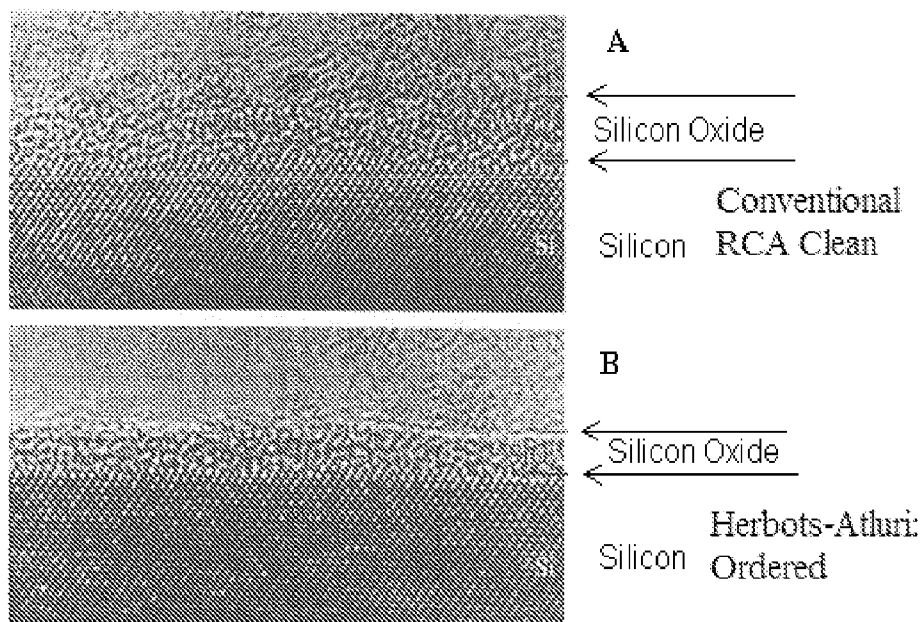 A
Silicon Oxide
Conventional
RCA Clean
Silicon
Si
B
Silicon Oxide
Herbots-Atluri:
Ordered
Silicon
Si